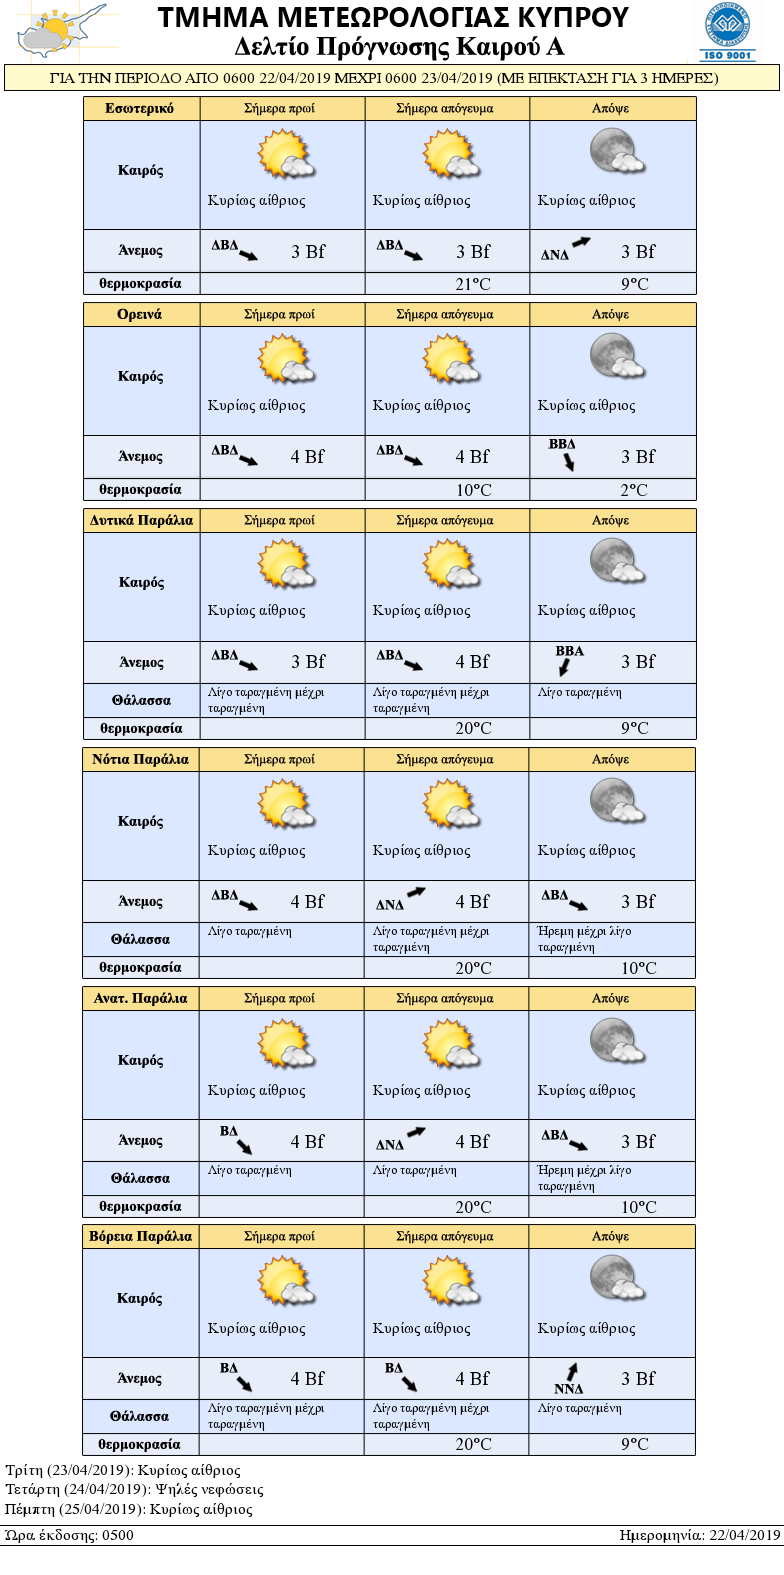 ΤΜΗΜΑ ΜΕΤΕΩΡΟΛΟΓΙΑΣ ΚΥΠΡΟΥ
Δελτίο Πρόγνωσης Καιρού Α
ISO 9001
ΓΙΑ ΤΗΝ ΠΕΡΙΟΔΟ ΑΠΟ 0600 22/04/2019 ΜΕΧΡΙ 0600 23/04/2019 (ΜΕ ΕΠΕΚΤΑΣΗ ΓΙΑ 3 ΗΜΕΡΕΣ)
Εσωτερικό Σήμερα πρωί Σήμερα απόγευμα Απόψε
Καιρός
Κυρίως αίθριος Κυρίως αίθριος Κυρίως αίθριος
Άνεμος ΔΒΔ 3 Bf ΔΒΔ 3 Bf ΔΝΔ 3 Bf
θερμοκρασία 21°C 9°C
Ορεινά Σήμερα πρωί Σήμερα απόγευμα Απόψε
Καιρός
Κυρίως αίθριος Κυρίως αίθριος Κυρίως αίθριος
Άνεμος ΔΒΔ 4 Bf ΔΒΔ 4 Bf ΒΒΔ 3 Bf
θερμοκρασία 10°C 2°C
Δυτικά Παράλια Σήμερα πρωί Σήμερα απόγευμα Απόψε
Καιρός
Κυρίως αίθριος Κυρίως αίθριος Κυρίως αίθριος
Άνεμος ΔΒΔ 3 Bf ΔΒΔ 4 Bf ΒΒΑ 3 Bf
Θάλασσα Λίγο ταραγμένη μέχρι Λίγο ταραγμένη μέχρι Λίγο ταραγμένη
ταραγμένη ταραγμένη
θερμοκρασία 20°C 9°C
Νότια Παράλια Σήμερα πρωί Σήμερα απόγευμα Απόψε
Καιρός
Κυρίως αίθριος Κυρίως αίθριος Κυρίως αίθριος
Άνεμος ΔΒΔ 4 Bf ΔΝΔ 4 Bf ΔΒΔ 3 Bf
Θάλασσα Λίγο ταραγμένη Λίγο ταραγμένη μέχρι Ήρεμη μέχρι λίγο
ταραγμένη ταραγμένη
θερμοκρασία 20°C 10°C
Ανατ. Παράλια Σήμερα πρωί Σήμερα απόγευμα Απόψε
Καιρός
Κυρίως αίθριος Κυρίως αίθριος Κυρίως αίθριος
Άνεμος ΒΔ 4 Bf ΔΝΔ 4 Bf ΔΒΔ 3 Bf
Θάλασσα Λίγο ταραγμένη Λίγο ταραγμένη Ήρεμη μέχρι λίγο
ταραγμένη
θερμοκρασία 20°C 10°C
Βόρεια Παράλια Σήμερα πρωί Σήμερα απόγευμα Απόψε
Καιρός
Κυρίως αίθριος Κυρίως αίθριος Κυρίως αίθριος
Άνεμος ΒΔ 4 Bf ΒΔ 4 Bf ΝΝΔ 3 Bf
Θάλασσα Λίγο ταραγμένη μέχρι Λίγο ταραγμένη μέχρι Λίγο ταραγμένη
ταραγμένη ταραγμένη
θερμοκρασία 20°C 9°C
Τρίτη (23/04/2019): Κυρίως αίθριος
Τετάρτη (24/04/2019): Ψηλές νεφώσεις
Πέμπτη (25/04/2019): Κυρίως αίθριος
Ώρα έκδοσης: 0500 Ημερομηνία: 22/04/2019